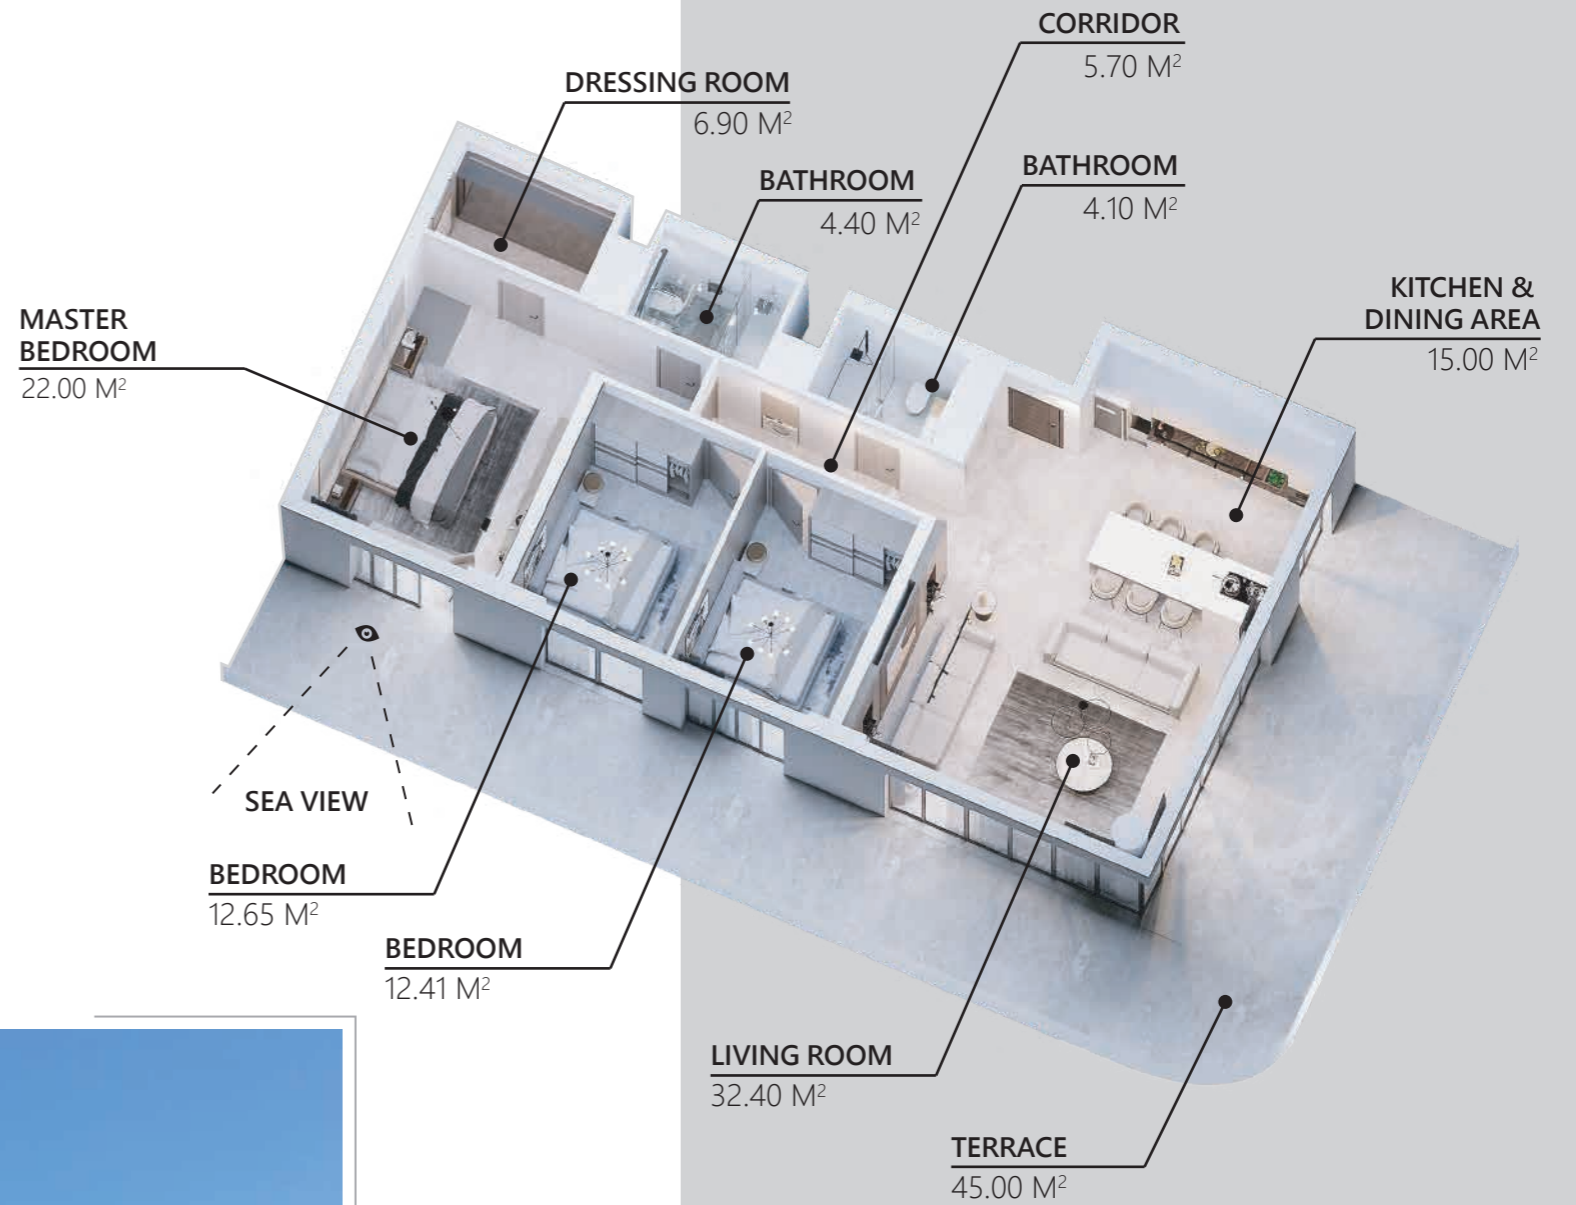 CORRIDOR
5.70 M²
DRESSING ROOM
6.90 M²
BATHROOM
4.40 M²
BATHROOM
4.10 M²
KITCHEN &
DINING AREA
15.00 M²
MASTER
BEDROOM
22.00 M²
SEA VIEW
BEDROOM
12.65 M²
BEDROOM
12.41 M²
LIVING ROOM
32.40 M²
TERRACE
45.00 M²